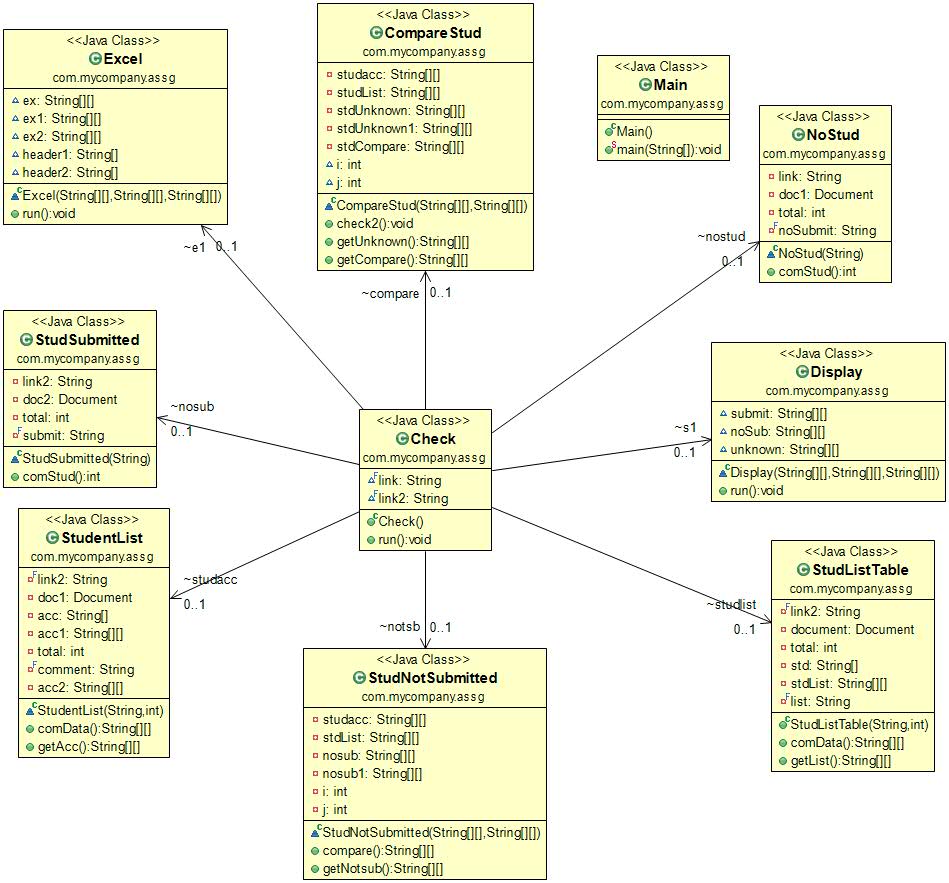 <<Java Class>>
Excel
com.mycompany.assg
ex: String[][]
ex1: String[][]
ex2: String[][]
header1: String[]
header2: String[]
Excel(String[][],String[][],String[][])
run():void
<<Java Class>>
CompareStud
com.mycompany.assg
studacc: String[][]
studList: String[][]
stdUnknown: String[][]
stdUnknown1: String[][]
stdCompare: String[][]
i: int
j: int
CompareStud(String[][],String[][])
check2():void
getUnknown():String[][]
getCompare():String[][]
<<Java Class>>
Main
com.mycompany.assg
Main()
main(String[]):void
<<Java Class>>
NoStud
com.mycompany.assg
link: String
doc1: Document
total: int
noSubmit: String
NoStud(String)
comStud():int
~e1 0..1
~compare 0..1
~nostud
0..1
<<Java Class>>
StudSubmitted
com.mycompany.assg
link2: String
doc2: Document
total: int
submit: String
StudSubmitted(String)
comStud():int
~nosub
0..1
<<Java Class>>
Check
com.mycompany.assg
link: String
link2: String
Check()
run():void
~s1
0..1
<<Java Class>>
Display
com.mycompany.assg
submit: String[][]
noSub: String[][]
unknown: String[][]
Display(String[][],String[][],String[][])
run():void
<<Java Class>>
StudentList
com.mycompany.assg
link2: String
doc1: Document
acc: String[]
acc1: String[][]
total: int
comment: String
acc2: String[][]
StudentList(String,int)
comData():String[][]
getAcc():String[][]
~studacc
0..1
~notsb 0..1
~studlist
0..1
<<Java Class>>
StudNotSubmitted
com.mycompany.assg
studacc: String[][]
stdList: String[][]
nosub: String[][]
nosub1: String[][]
i: int
j: int
StudNotSubmitted(String[][],String[][])
compare():String[][]
getNotsub():String[][]
<<Java Class>>
StudListTable
com.mycompany.assg
link2: String
document: Document
total: int
std: String[]
stdList: String[][]
list: String
StudListTable(String,int)
comData():String[][]
getList():String[][]